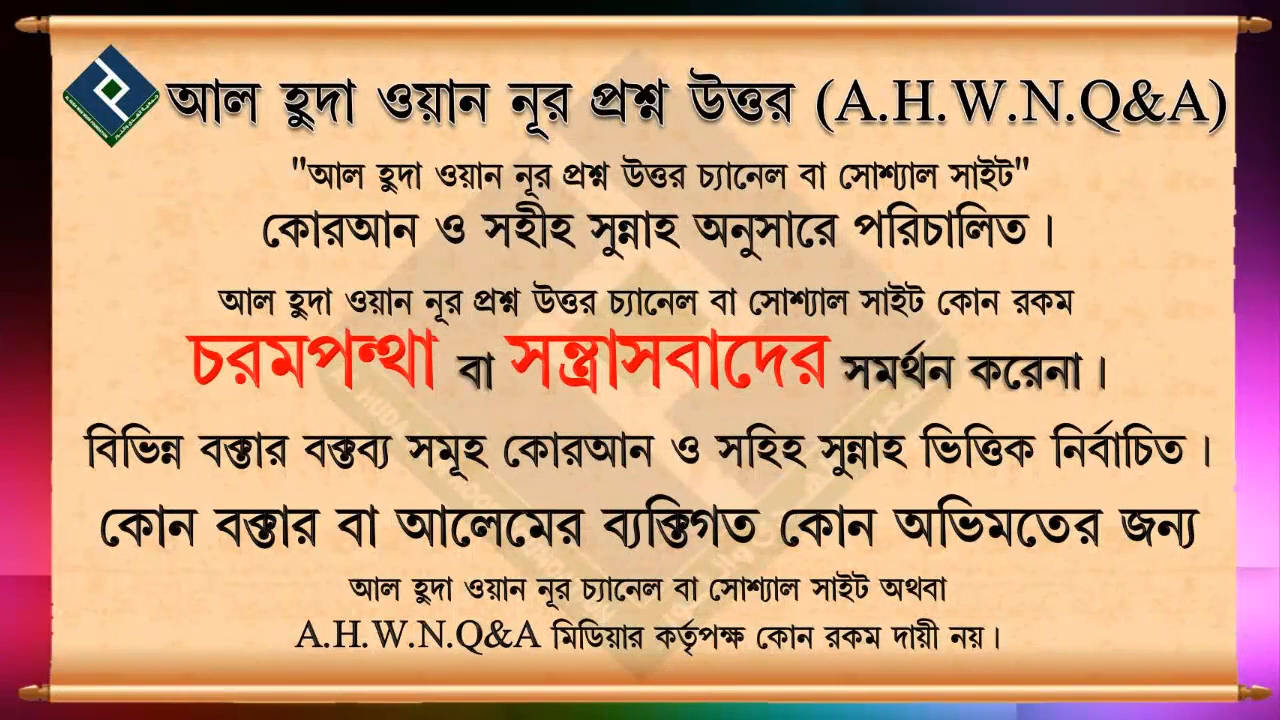 আল হুদা ওয়ান নূর প্রশ্ন উত্তর (A.H.W.N.Q&A)
"আল হুদা ওয়ান নূর প্রশ্ন উত্তর চ্যানেল বা সোশ্যাল সাইট"
কোরআন ও সহীহ সুন্নাহ অনুসারে পরিচালিত।
আল হুদা ওয়ান নূর প্রশ্ন উত্তর চ্যানেল বা সোশ্যাল সাইট কোন রকম
চরমপন্থা বা সন্ত্রাসবাদের সমর্থন করেনা।
বিভিন্ন বক্তার বক্তব্য সমূহ কোরআন ও সহিহ সুন্নাহ ভিত্তিক নির্বাচিত।
কোন বক্তার বা আলেমের ব্যক্তিগত কোন অভিমতের জন্য
আল হুদা ওয়ান নূর চ্যানেল বা সোশ্যাল সাইট অথবা
A.H.W.N.Q&A মিডিয়ার কর্তৃপক্ষ কোন রকম দায়ী নয়।